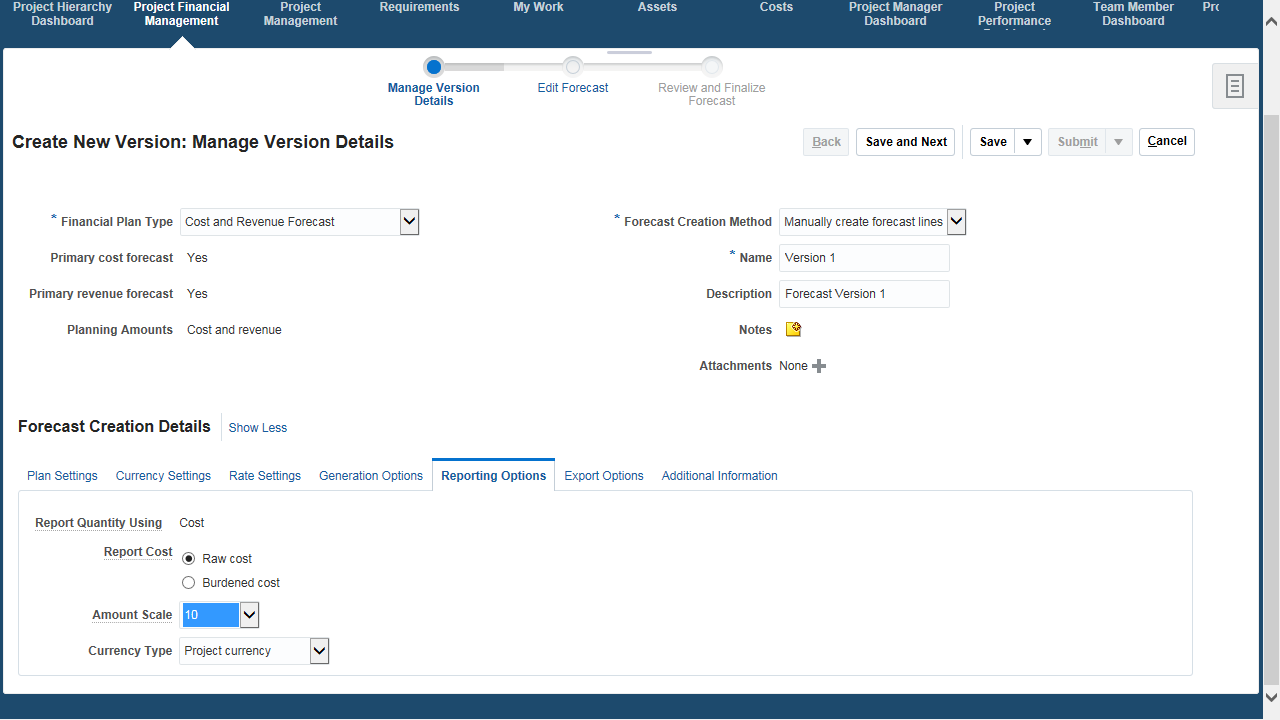 Project Hierarchy Dashboard
Project Financial Management
Project Management
Requirements
My Work
Assets
Costs
Project Manager Dashboard
Project Performance
Team Member Dashboard
Manage Version Details
Edit Forecast
Review and Finalize Forecast
Create New Version: Manage Version Details
Back
Save and Next
Save
Submit
Cancel
* Financial Plan Type Cost and Revenue Forecast
Primary cost forecast Yes
Primary revenue forecast Yes
Planning Amounts Cost and revenue
* Forecast Creation Method Manually create forecast lines
* Name Version 1
Description Forecast Version 1
Notes
Attachments None
Forecast Creation Details Show Less
Plan Settings Currency Settings Rate Settings Generation Options Reporting Options Export Options Additional Information
Report Quantity Using Cost
Report Cost Raw cost
Burdened cost
Amount Scale 10
Currency Type Project currency